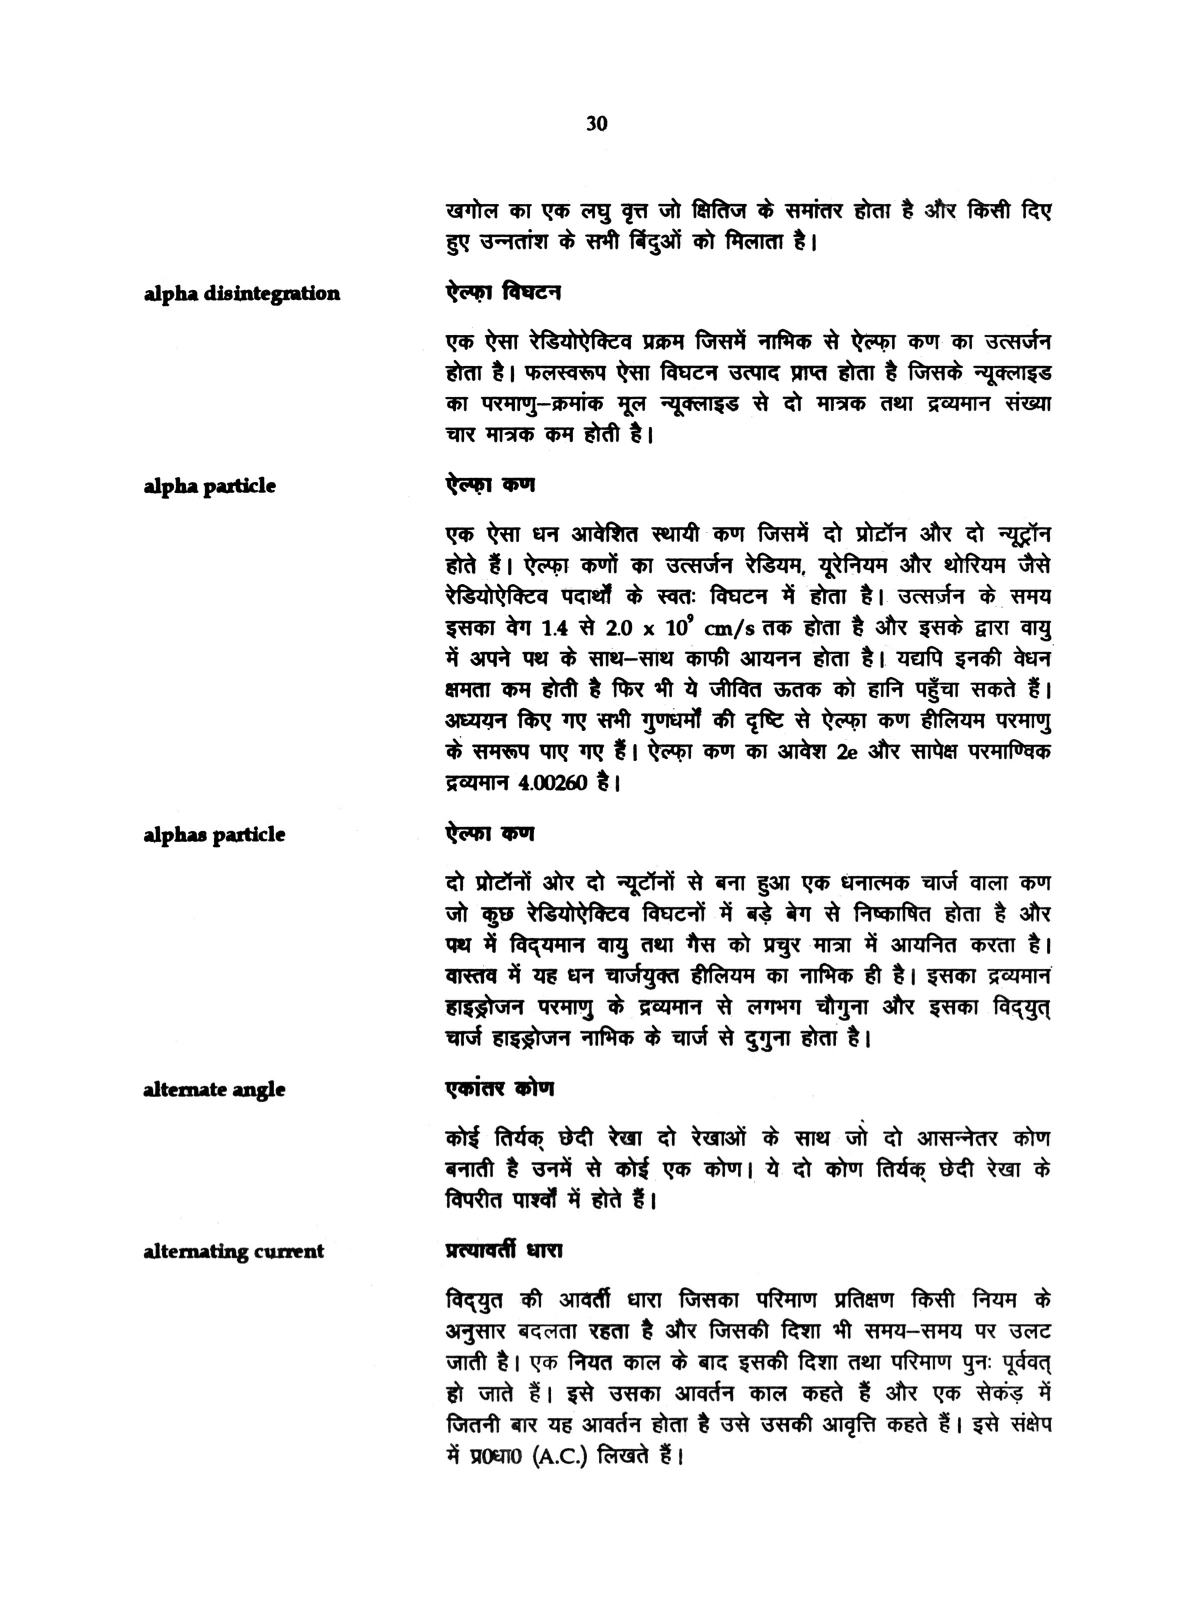 30
खगोल का एक लघु वृत्त जो क्षितिज के समांतर होता है और किसी दिए
हुए उन्नतांश के सभी बिंदुओं को मिलाता है।
alpha disintegration ऐल्फ़ा विघटन
एक ऐसा रेडियोऐक्टिव प्रक्रम जिसमें नाभिक से ऐल्फ़ा कण का उत्सर्जन
होता है। फलस्वरूप ऐसा विघटन उत्पाद प्राप्त होता है जिसके न्यूक्लाइड
का परमाणु–क्रमांक मूल न्यूक्लाइड से दो मात्रक तथा द्रव्यमान संख्या
चार मात्रक कम होती है।
alpha particle ऐल्फ़ा कण
एक ऐसा धन आवेशित स्थायी कण जिसमें दो प्रोटॉन और दो न्यूट्रॉन
होते हैं। ऐल्फ़ा कणों का उत्सर्जन रेडियम, यूरेनियम और थोरियम जैसे
रेडियोऐक्टिव पदार्थों के स्वतः विघटन में होता है। उत्सर्जन के समय
इसका वेग 1.4 से 2.0 x 10⁹ cm/s तक होता है और इसके द्वारा वायु
में अपने पथ के साथ–साथ काफी आयनन होता है। यद्यपि इनकी वेधन
क्षमता कम होती है फिर भी ये जीवित ऊतक को हानि पहुँचा सकते हैं।
अध्ययन किए गए सभी गुणधर्मों की दृष्टि से ऐल्फ़ा कण हीलियम परमाणु
के समरूप पाए गए हैं। ऐल्फ़ा कण का आवेश 2e और सापेक्ष परमाण्विक
द्रव्यमान 4.00260 है।
alphas particle ऐल्फा कण
दो प्रोटॉनों ओर दो न्यूटॉनों से बना हुआ एक धनात्मक चार्ज वाला कण
जो कुछ रेडियोऐक्टिव विघटनों में बड़े बेग से निष्काषित होता है और
पथ में विद्यमान वायु तथा गैस को प्रचुर मात्रा में आयनित करता है।
वास्तव में यह धन चार्जयुक्त हीलियम का नाभिक ही है। इसका द्रव्यमान
हाइड्रोजन परमाणु के द्रव्यमान से लगभग चौगुना और इसका विद्युत्
चार्ज हाइड्रोजन नाभिक के चार्ज से दुगुना होता है।
alternate angle एकांतर कोण
कोई तिर्यक् छेदी रेखा दो रेखाओं के साथ जो दो आसन्नेतर कोण
बनाती है उनमें से कोई एक कोण। ये दो कोण तिर्यक् छेदी रेखा के
विपरीत पार्श्वों में होते हैं।
alternating current प्रत्यावर्ती धारा
विद्युत की आवर्ती धारा जिसका परिमाण प्रतिक्षण किसी नियम के
अनुसार बदलता रहता है और जिसकी दिशा भी समय–समय पर उलट
जाती है। एक नियत काल के बाद इसकी दिशा तथा परिमाण पुनः पूर्ववत्
हो जाते हैं। इसे उसका आवर्तन काल कहते हैं और एक सेकंड़ में
जितनी बार यह आवर्तन होता है उसे उसकी आवृत्ति कहते हैं। इसे संक्षेप
में प्र0धा0 (A.C.) लिखते हैं।